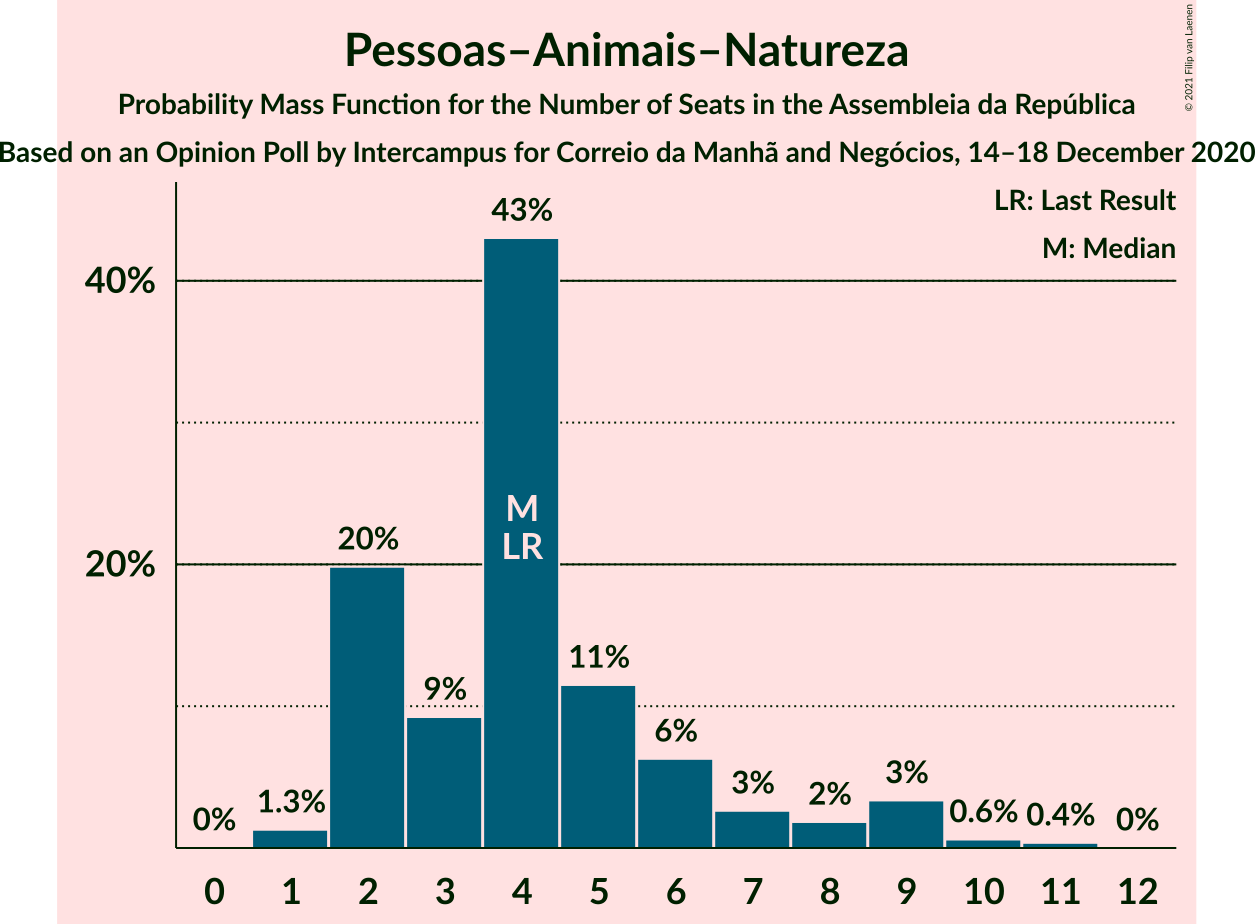 Pessoas–Animais–Natureza
Probability Mass Function for the Number of Seats in the Assembleia da República
Based on an Opinion Poll by Intercampus for Correio da Manhã and Negócios, 14–18 December 2020
© 2021 Filip van Laenen
LR: Last Result
M: Median
40%
20%
0%
1.3%
20%
9%
43%
M
LR
11%
6%
3%
2%
3%
0.6%
0.4%
0%
0 1 2 3 4 5 6 7 8 9 10 11 12